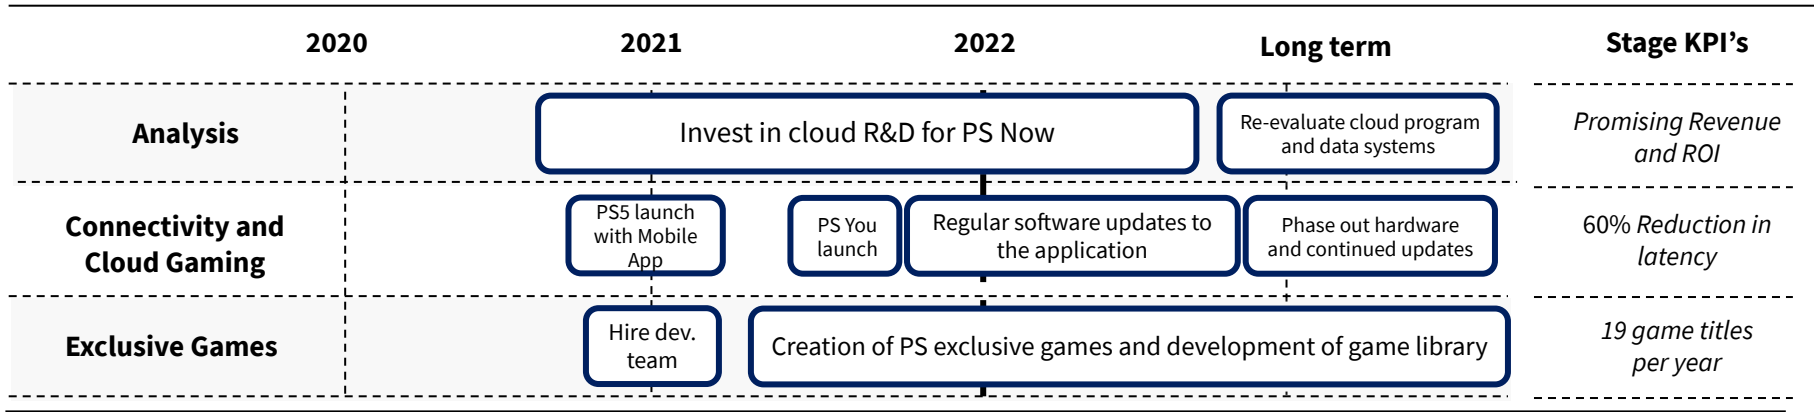 2020
2021
2022
Long term
Stage KPI’s
Analysis
Invest in cloud R&D for PS Now
Re-evaluate cloud program
and data systems
Promising Revenue
and ROI
Connectivity and
Cloud Gaming
PS5 launch
with Mobile
App
PS You
launch
Regular software updates to
the application
Phase out hardware
and continued updates
60% Reduction in
latency
Exclusive Games
Hire dev.
team
Creation of PS exclusive games and development of game library
19 game titles
per year